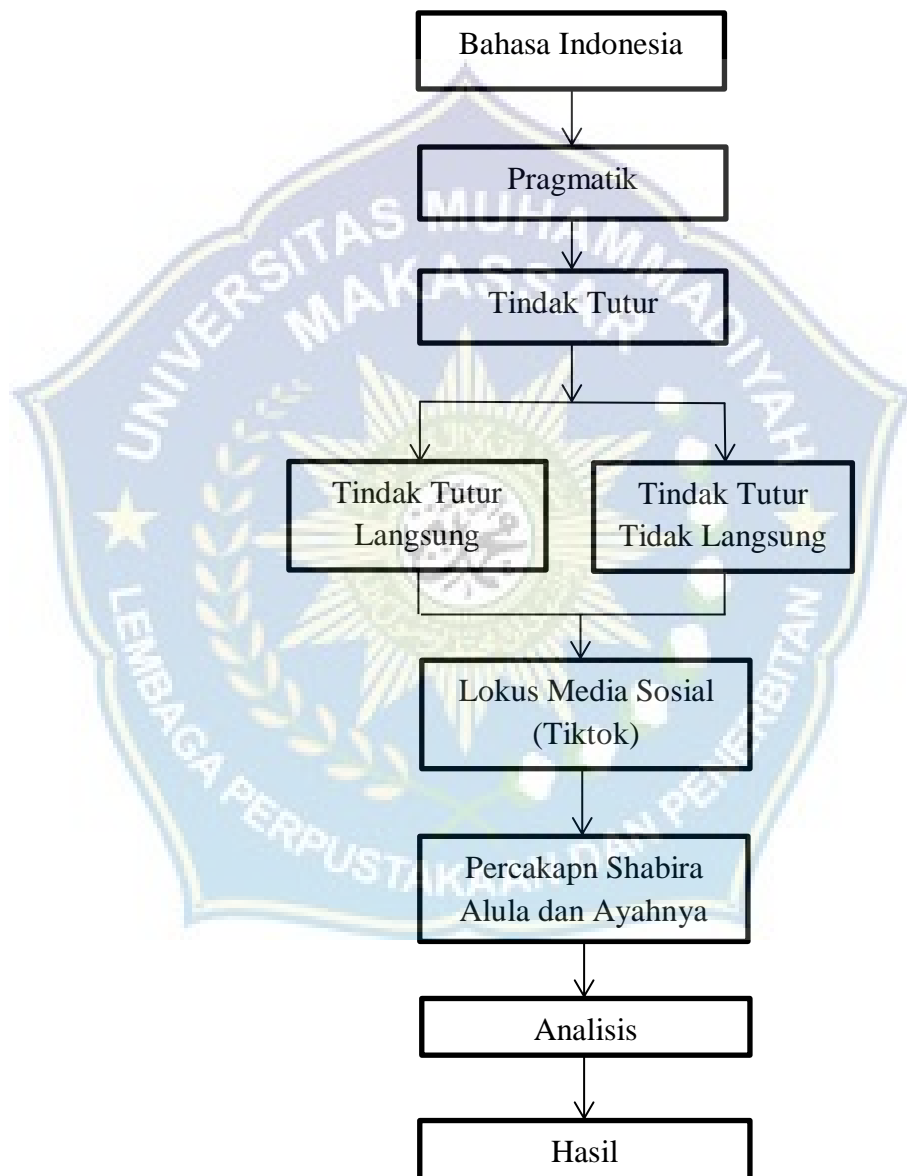 Bahasa Indonesia
Pragmatik
Tindak Tutur
Tindak Tutur
Langsung
Tindak Tutur
Tidak Langsung
Lokus Media Sosial
(Tiktok)
Percakapn Shabira
Alula dan Ayahnya
Analisis
Hasil
UNIVERSITAS MUHAMMADIYAH
MAKASSAR
LEMBAGA PERPUSTAKAAN DAN PENERBITAN